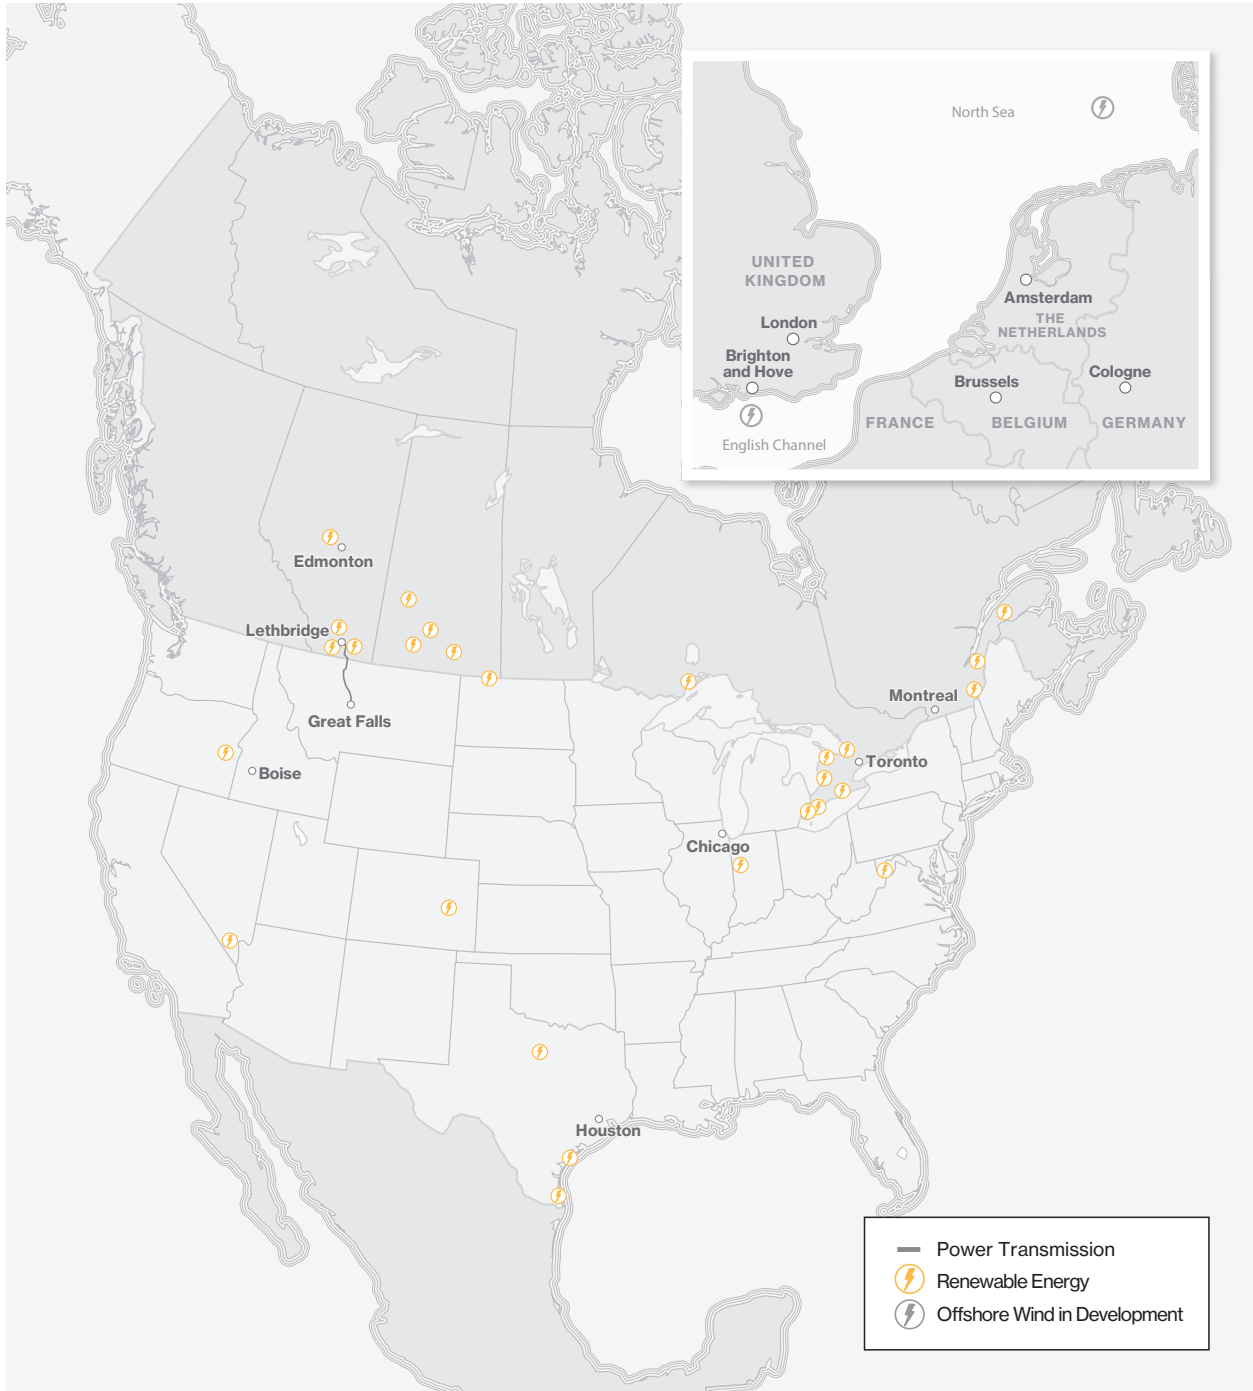 North Sea
UNITED
KINGDOM
Amsterdam
THE
NETHERLANDS
London
Brighton
and Hove
Brussels
Cologne
FRANCE
BELGIUM
GERMANY
English Channel
Edmonton
Lethbridge
Great Falls
Montreal
Boise
Toronto
Chicago
Houston
Power Transmission
Renewable Energy
Offshore Wind in Development